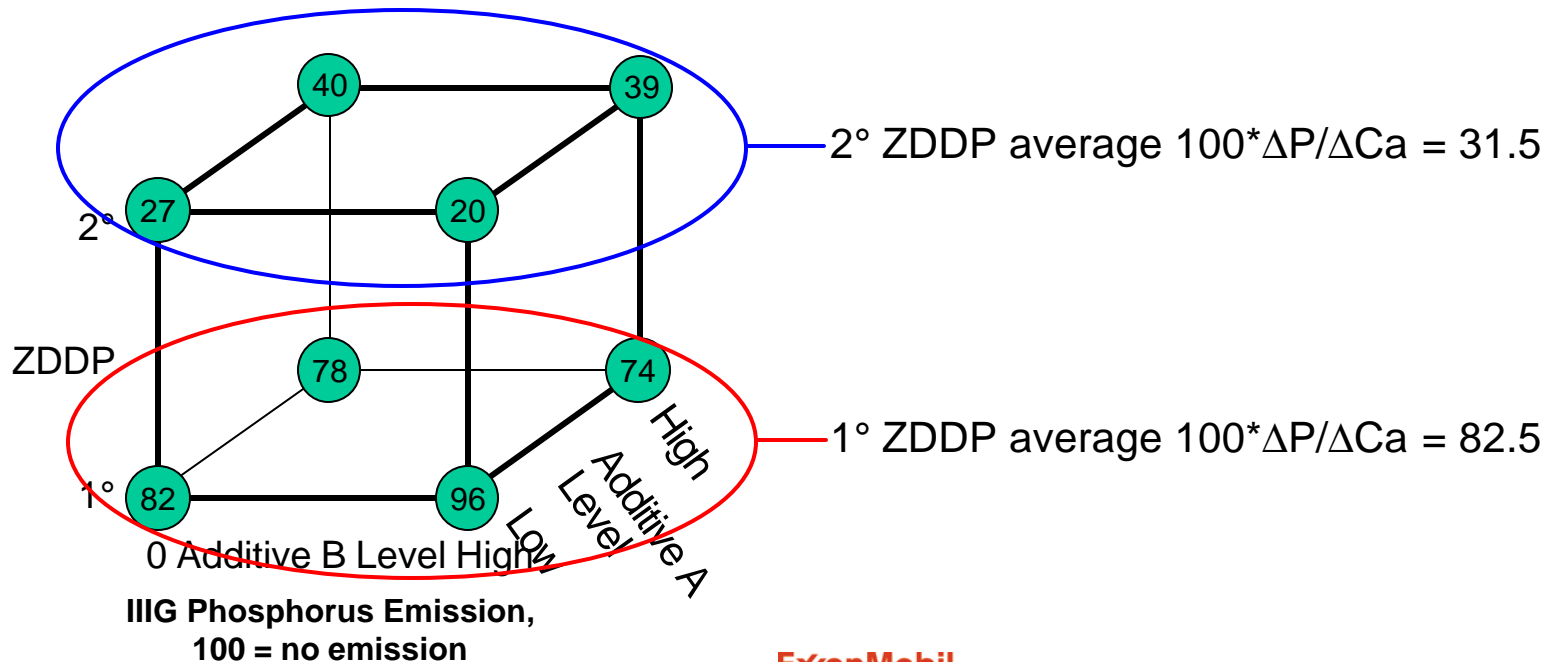 40
39
2° ZDDP average 100*ΔP/ΔCa = 31.5
27
20
2°
ZDDP
78
74
High
Additive A
Level
Low
1° ZDDP average 100*ΔP/ΔCa = 82.5
1°
82
96
0 Additive B Level High
IIIG Phosphorus Emission,
100 = no emission
ExxonMobil